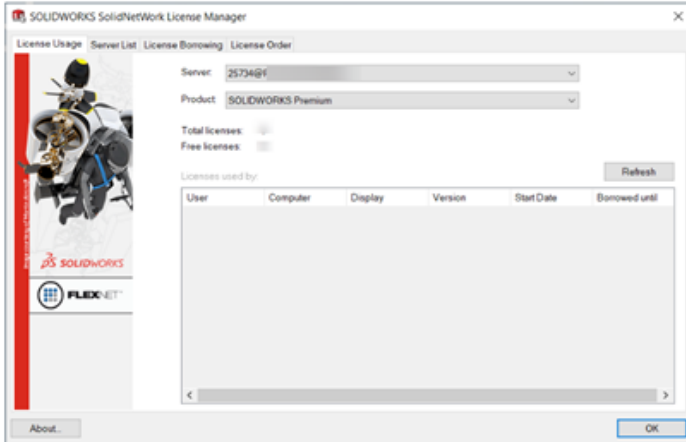 SOLIDWORKS SolidNetWork License Manager
License Usage Server List License Borrowing License Order
Server: 25734@
Product SOLIDWORKS Premium
Total licenses:
Free licenses:
Licenses used by:
Refresh
User Computer Display Version Start Date Borrowed until
SOLIDWORKS
FLEXNET
About... OK